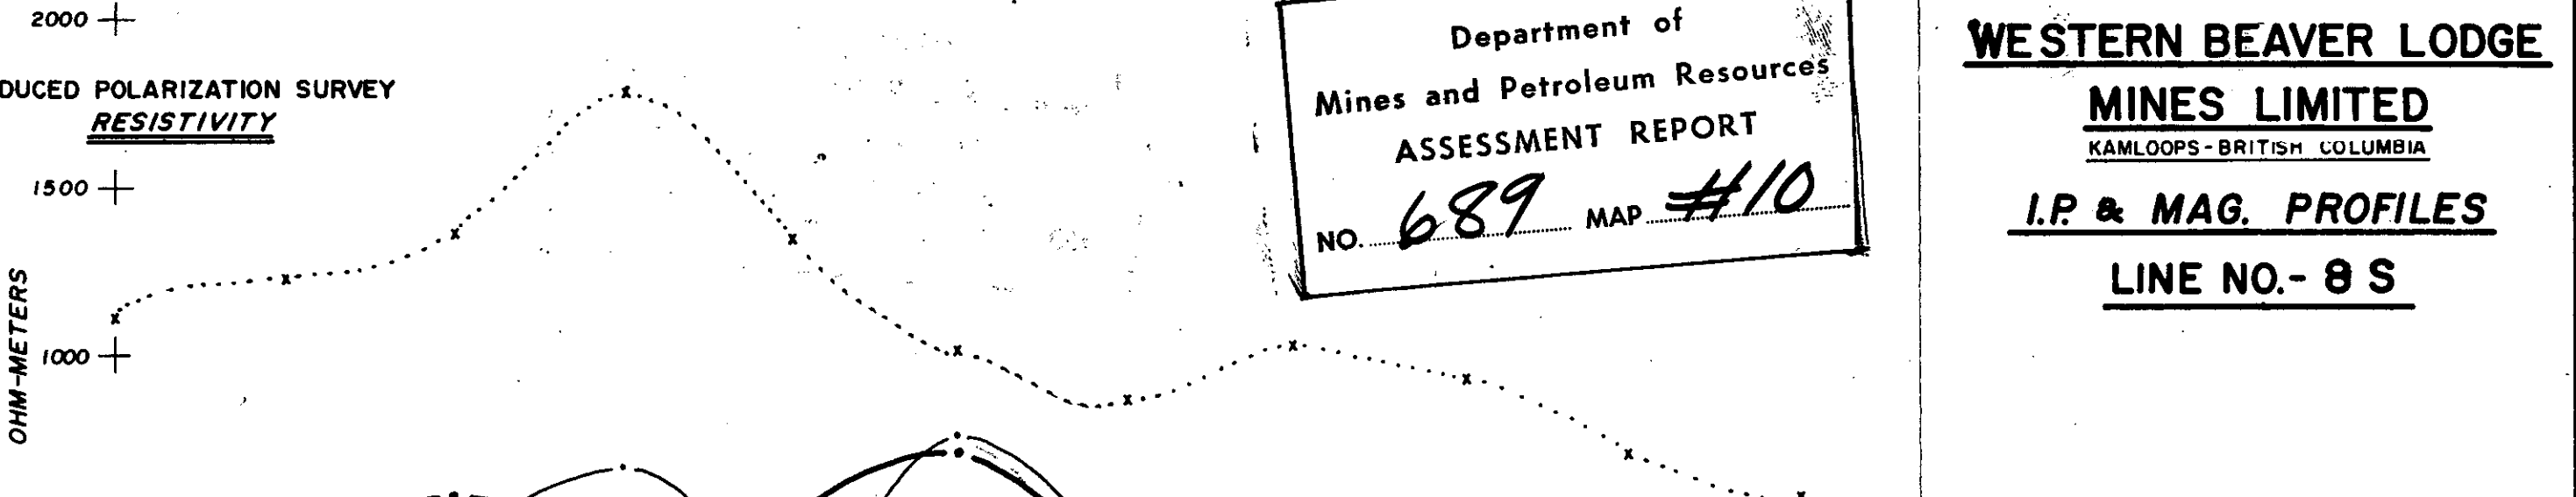 2000
DUCED POLARIZATION SURVEY
RESISTIVITY
1500
OHM-METERS
1000
Department of
Mines and Petroleum Resources
ASSESSMENT REPORT
NO. 689 MAP #10
WESTERN BEAVER LODGE
MINES LIMITED
KAMLOOPS-BRITISH COLUMBIA
I.P. & MAG. PROFILES
LINE NO.- 8 S